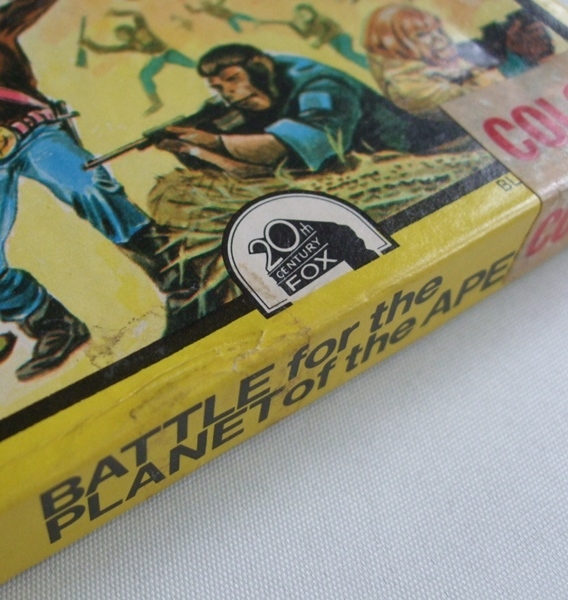 20th
CENTURY
FOX
BATTLE for the
PLANET of the APE